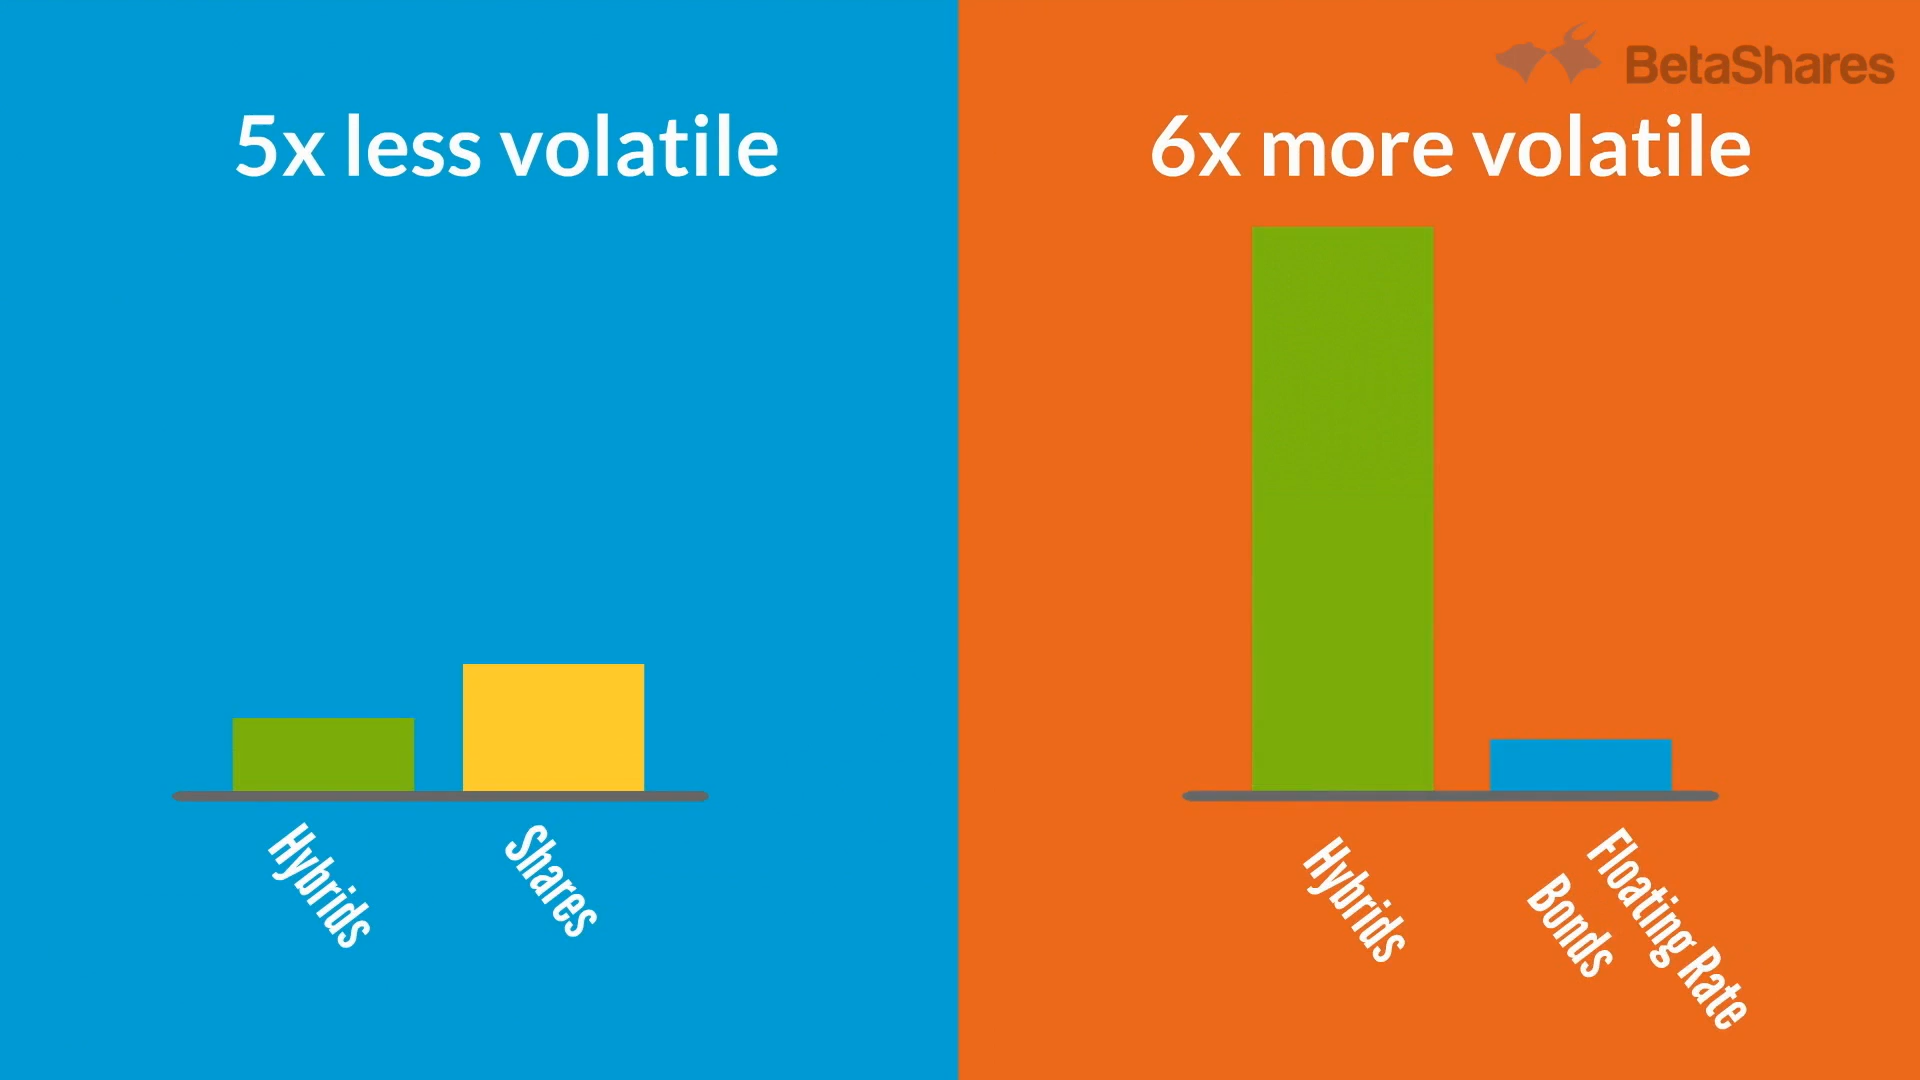 BetaShares
5x less volatile
6x more volatile
Hybrids
Shares
Hybrids
Floating Rate
Bonds